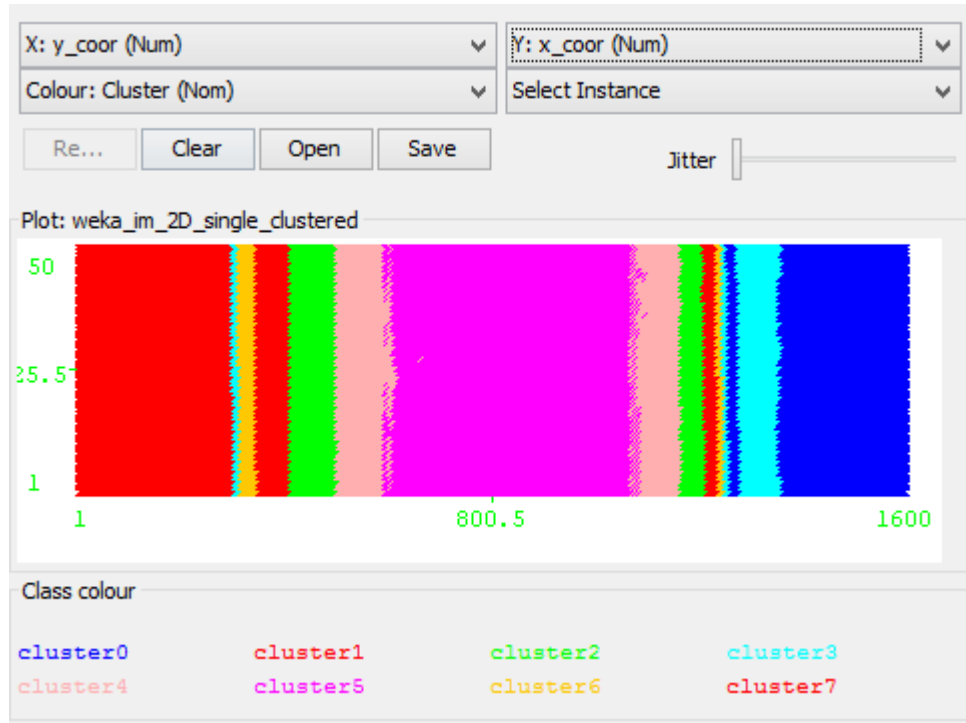 X: y_coor (Num) Y: x_coor (Num)
Colour: Cluster (Nom) Select Instance
Re... Clear Open Save Jitter
Plot: weka_im_2D_single_clustered
50
25.5
1
1 800.5 1600
Class colour
cluster0 cluster1 cluster2 cluster3
cluster4 cluster5 cluster6 cluster7